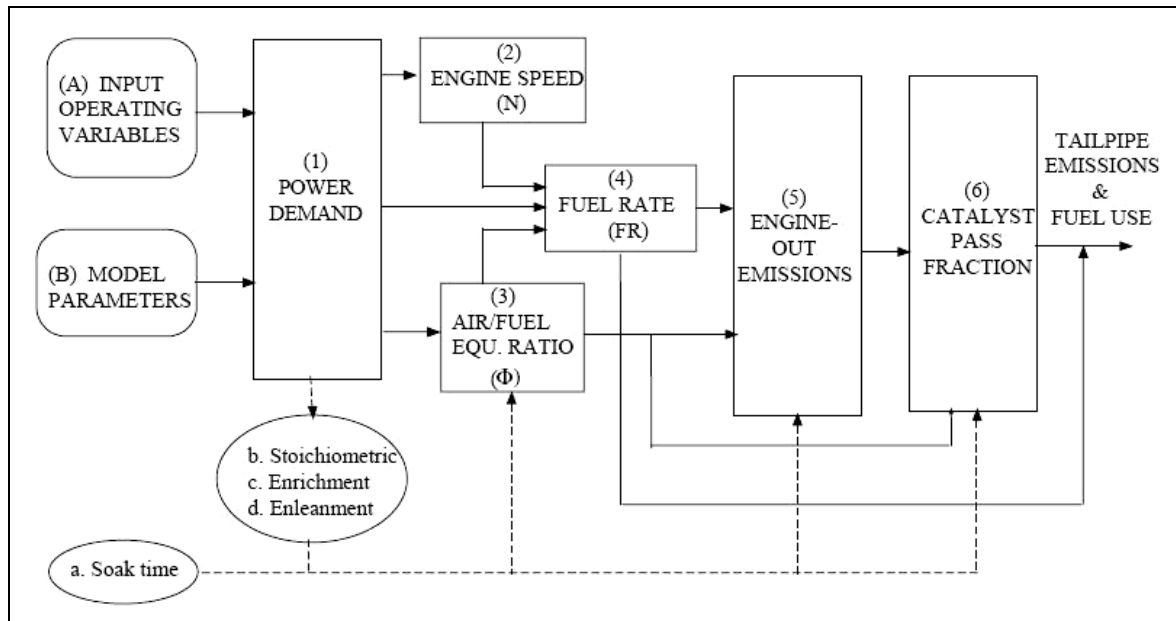 (A) INPUT
OPERATING
VARIABLES
(B) MODEL
PARAMETERS
(1)
POWER
DEMAND
(2)
ENGINE SPEED
(N)
(4)
FUEL RATE
(FR)
(3)
AIR/FUEL
EQU. RATIO
(Φ)
(5)
ENGINE-
OUT
EMISSIONS
(6)
CATALYST
PASS
FRACTION
TAILPIPE
EMISSIONS
&
FUEL USE
b. Stoichiometric
c. Enrichment
d. Enleanment
a. Soak time